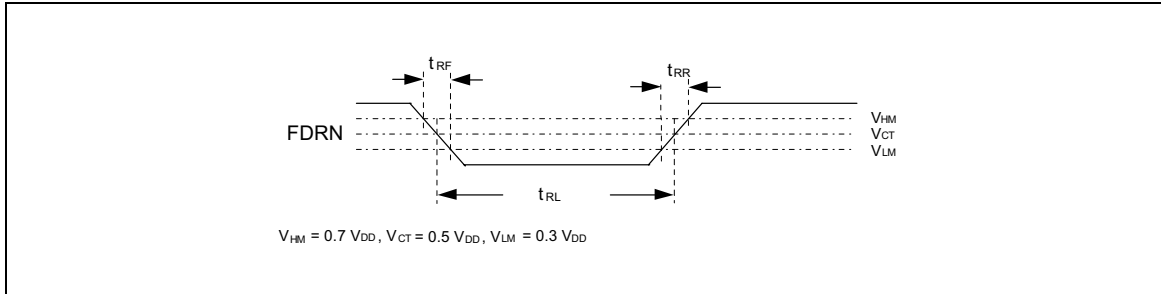 tRF
tRR
FDRN
VHM
VCT
VLM
tRL
VHM = 0.7 VDD, VCT = 0.5 VDD, VLM = 0.3 VDD